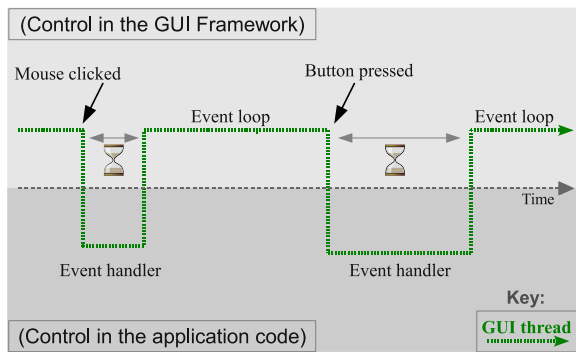 (Control in the GUI Framework)
Mouse clicked
Button pressed
Event loop
Event loop
Time
Event handler
Event handler
Key:
GUI thread
(Control in the application code)